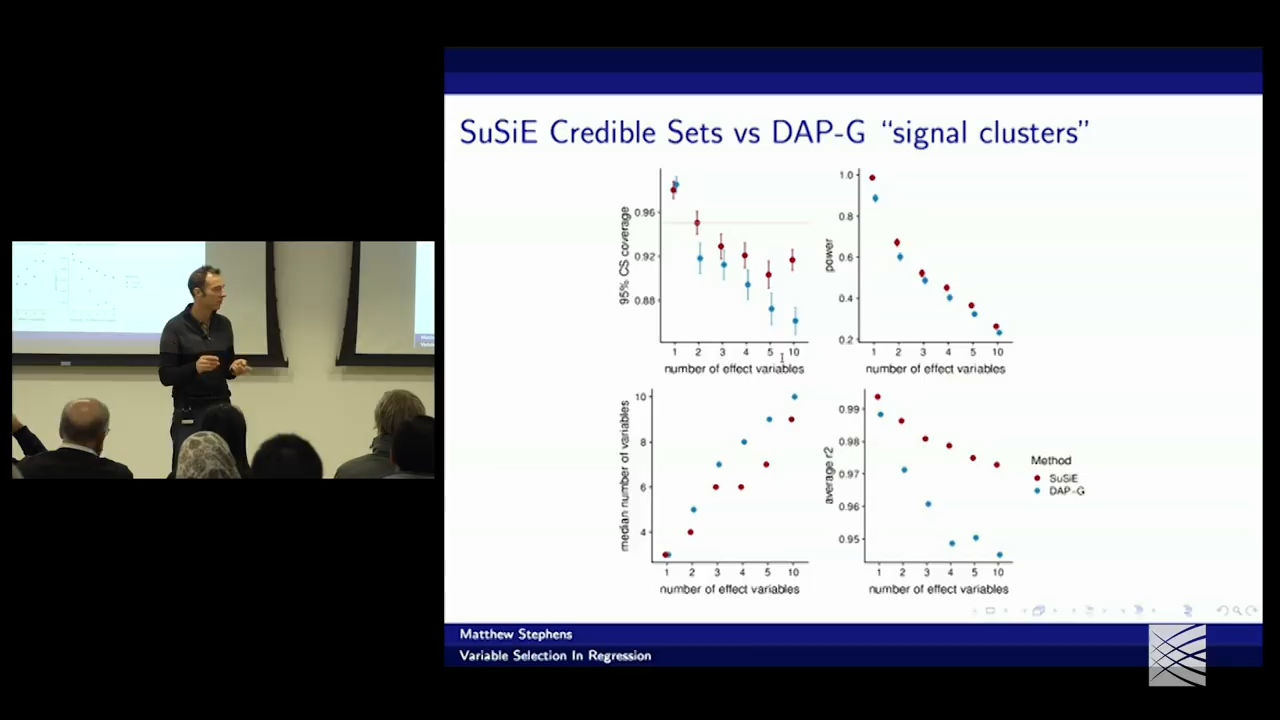 SuSiE Credible Sets vs DAP-G “signal clusters”
95% CS coverage
0.96
0.92
0.88
1 2 3 4 5 10
number of effect variables
power
1.0
0.8
0.6
0.4
0.2
1 2 3 4 5 10
number of effect variables
median number of variables
10
8
6
4
1 2 3 4 5 10
number of effect variables
average r2
0.99
0.98
0.97
0.96
0.95
1 2 3 4 5 10
number of effect variables
Method
SuSiE
DAP-G
Matthew Stephens
Variable Selection In Regression